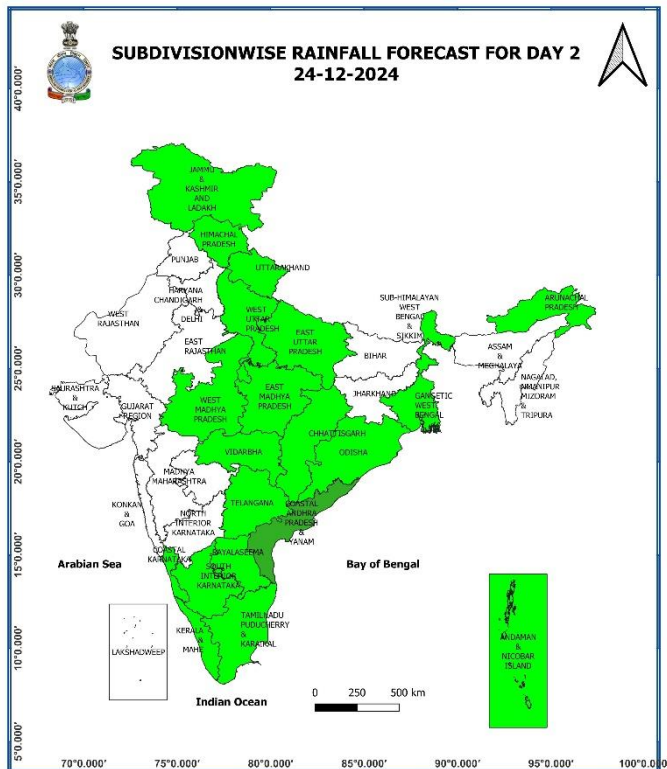 SUBDIVISIONWISE RAINFALL FORECAST FOR DAY 2
24-12-2024
40°0.000'
35°0.000'
30°0.000'
25°0.000'
20°0.000'
15°0.000'
10°0.000'
5°0.000'
JAMMU
&
KASHMIR
AND
LADAKH
HIMACHAL
PRADESH
PUNJAB
UTTARAKHAND
HARYANA
CHANDIGARH
&
DELHI
WEST
RAJASTHAN
EAST
RAJASTHAN
WEST
UTTAR
PRADESH
EAST
UTTAR
PRADESH
SUB-HIMALAYAN
WEST
BENGAL
&
SIKKIM
ARUNACHAL
PRADESH
ASSAM
&
MEGHALAYA
BIHAR
JHARKHAND
GANGETIC
WEST
BENGAL
MIZORAM
&
TRIPURA
SAURASHTRA
&
KUTCH
GUJARAT
REGION
WEST
MADHYA
PRADESH
EAST
MADHYA
PRADESH
CHHATTISGARH
ODISHA
VIDARBHA
MADHYA
MAHARASHTRA
KONKAN
AND
GOA
NORTH
INTERIOR
KARNATAKA
TELANGANA
COASTAL
ANDHRA
PRADESH
&
YANAM
COASTAL
KARNATAKA
RAYALASEEMA
SOUTH
INTERIOR
KARNATAKA
Arabian Sea
Bay of Bengal
KERALA
&
MAHE
TAMILNADU
PUDUCHERRY
&
KARAIKAL
LAKSHADWEEP
ANDAMAN
&
NICOBAR
ISLAND
Indian Ocean
0 250 500 km
70°0.000' 75°0.000' 80°0.000' 85°0.000' 90°0.000' 95°0.000' 100°0.000'